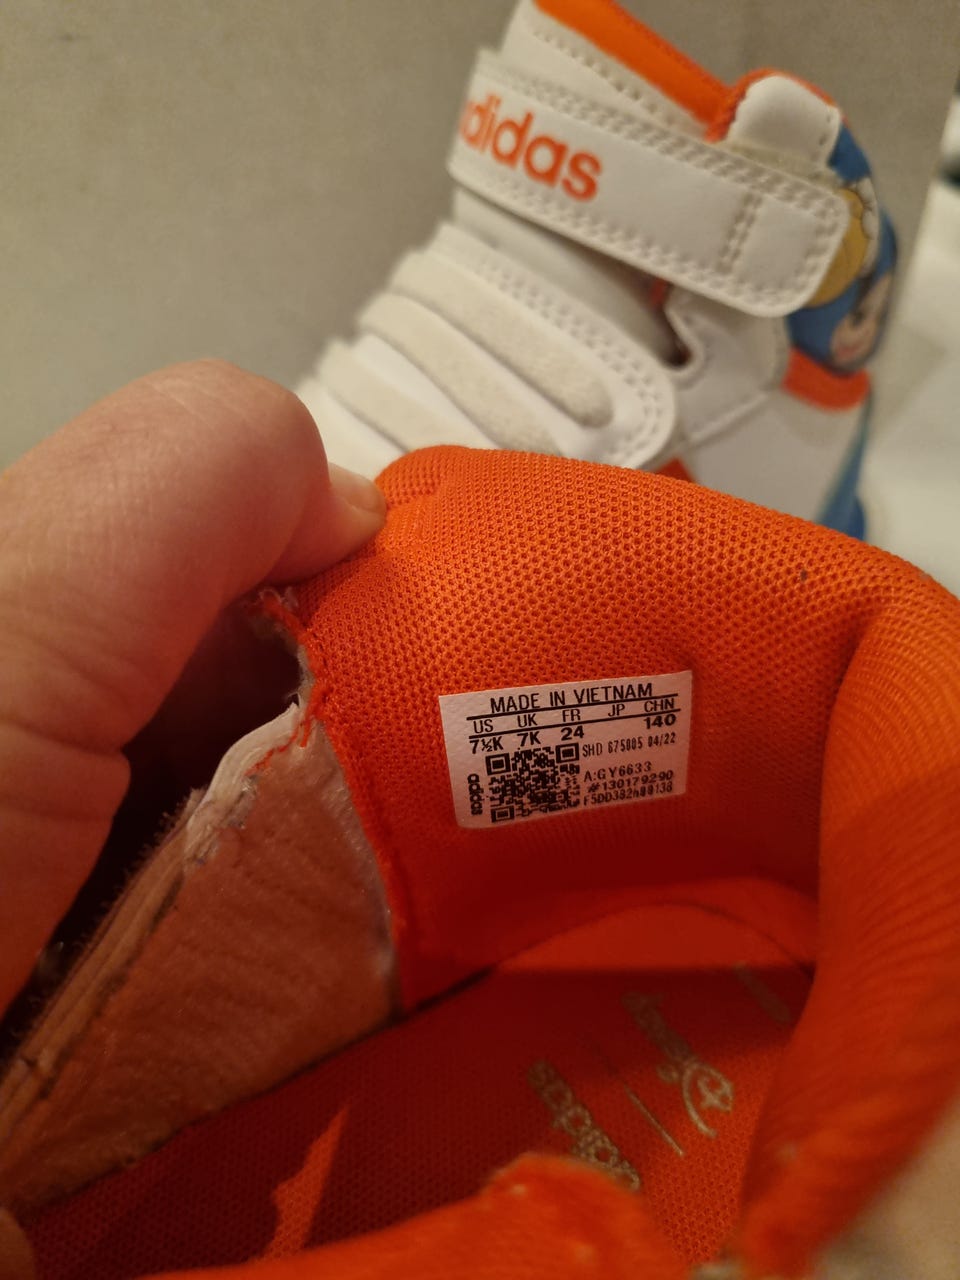 adidas
MADE IN VIETNAM
US UK FR JP CHN
7½K 7K 24 140
SHD 675005 04/22
A:GY6633
#130179290
adidas
adidas